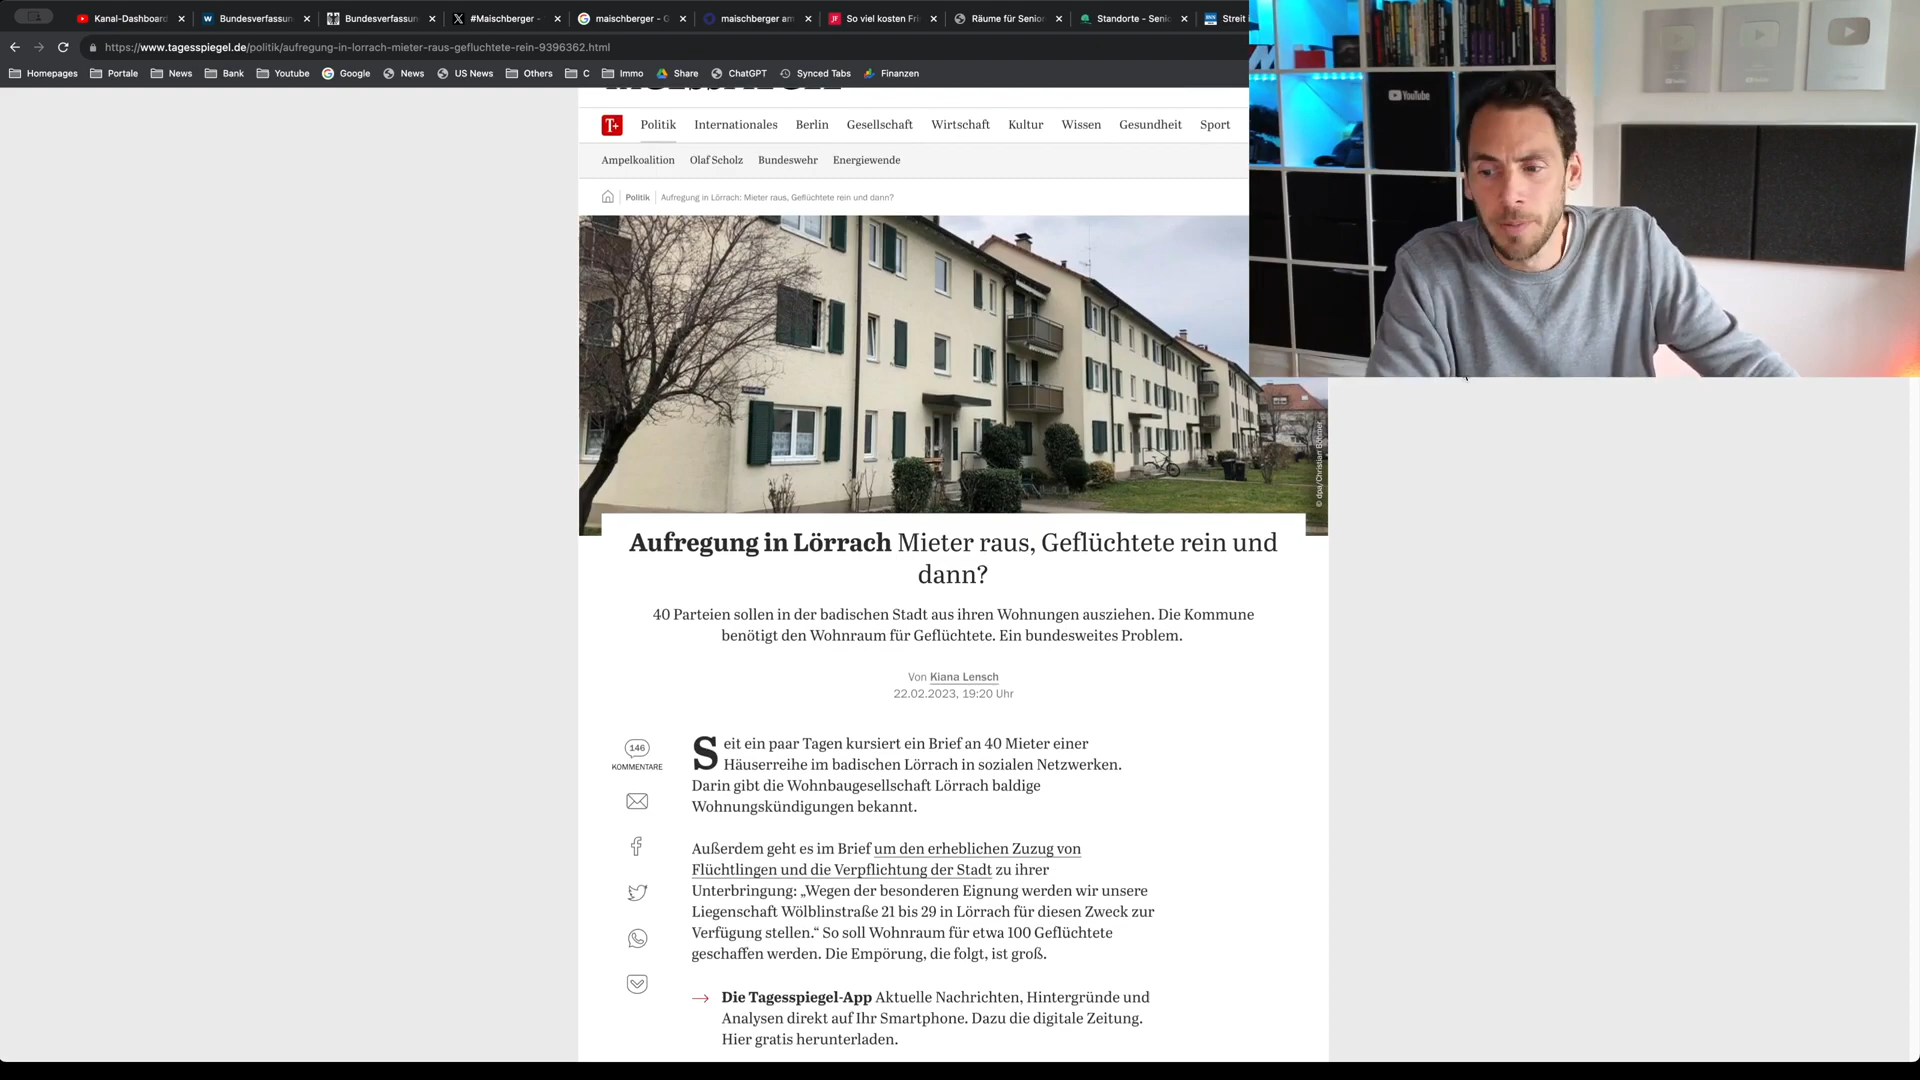 Kanal-Dashboard
Bundesverfassun
Bundesverfassun
#Maischberger -
maischberger - G
maischberger am
So viel kosten Fri
Räume für Senior
Standorte - Senio
Streit i
https://www.tagesspiegel.de/politik/aufregung-in-lorrach-mieter-raus-gefluchtete-rein-9396362.html
Homepages
Portale
News
Bank
Youtube
Google
News
US News
Others
C
Immo
Share
ChatGPT
Synced Tabs
Finanzen
YouTube
T+
Politik
Internationales
Berlin
Gesellschaft
Wirtschaft
Kultur
Wissen
Gesundheit
Sport
Ampelkoalition
Olaf Scholz
Bundeswehr
Energiewende
Politik
Aufregung in Lörrach: Mieter raus, Geflüchtete rein und dann?
© dpa/Christian Böhmer
Aufregung in Lörrach Mieter raus, Geflüchtete rein und
dann?
40 Parteien sollen in der badischen Stadt aus ihren Wohnungen ausziehen. Die Kommune
benötigt den Wohnraum für Geflüchtete. Ein bundesweites Problem.
Von Kiana Lensch
22.02.2023, 19:20 Uhr
146
KOMMENTARE
Seit ein paar Tagen kursiert ein Brief an 40 Mieter einer
Häuserreihe im badischen Lörrach in sozialen Netzwerken.
Darin gibt die Wohnbaugesellschaft Lörrach baldige
Wohnungskündigungen bekannt.
Außerdem geht es im Brief um den erheblichen Zuzug von
Flüchtlingen und die Verpflichtung der Stadt zu ihrer
Unterbringung: „Wegen der besonderen Eignung werden wir unsere
Liegenschaft Wölblinstraße 21 bis 29 in Lörrach für diesen Zweck zur
Verfügung stellen.“ So soll Wohnraum für etwa 100 Geflüchtete
geschaffen werden. Die Empörung, die folgt, ist groß.
→ Die Tagesspiegel-App Aktuelle Nachrichten, Hintergründe und
Analysen direkt auf Ihr Smartphone. Dazu die digitale Zeitung.
Hier gratis herunterladen.